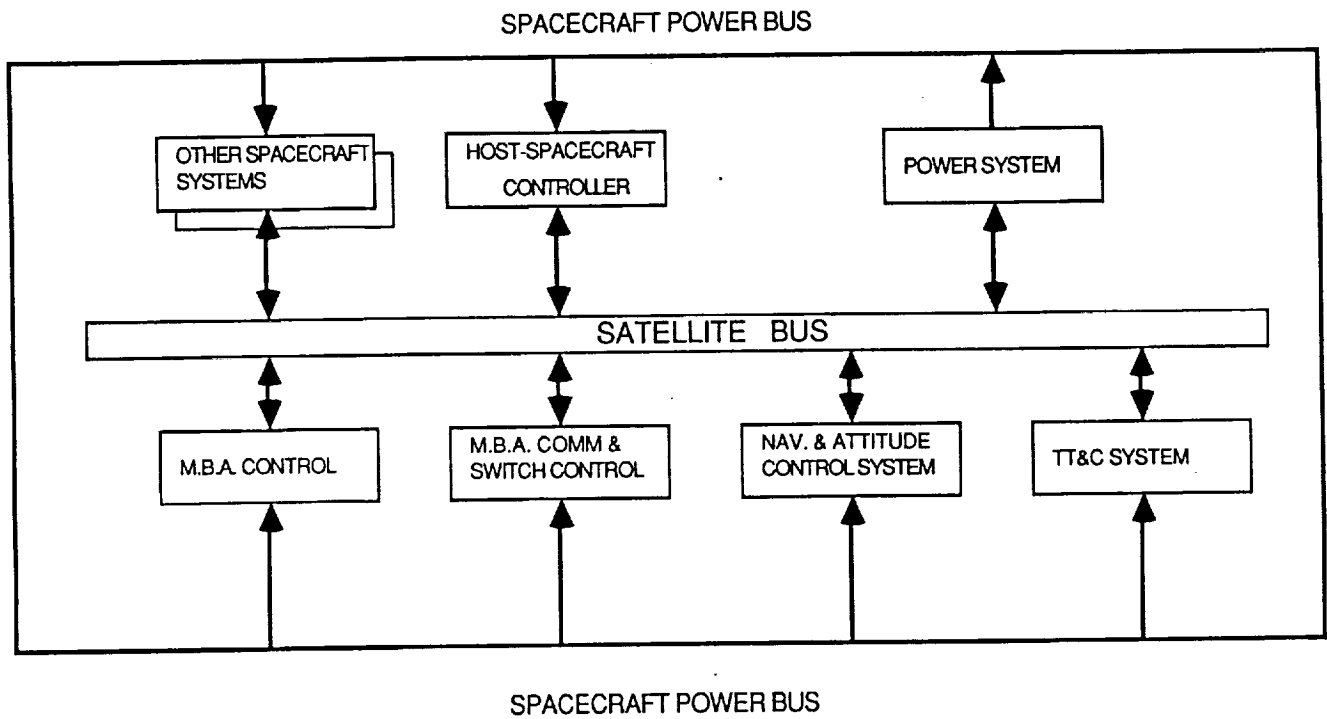 SPACECRAFT POWER BUS
OTHER SPACECRAFT
SYSTEMS
HOST-SPACECRAFT
CONTROLLER
POWER SYSTEM
SATELLITE BUS
M.B.A. CONTROL
M.B.A. COMM &
SWITCH CONTROL
NAV. & ATTITUDE
CONTROL SYSTEM
TT&C SYSTEM
SPACECRAFT POWER BUS